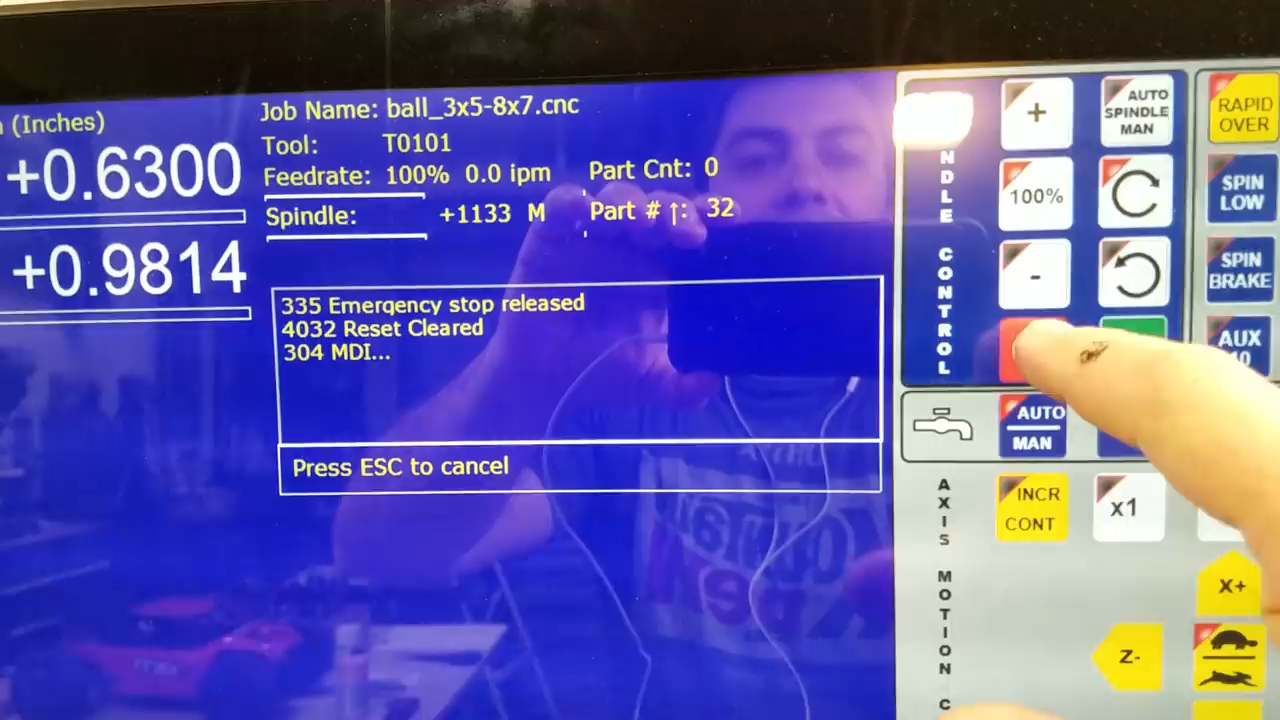 (Inches)
+0.6300
+0.9814
Job Name: ball_3x5-8x7.cnc
Tool: T0101
Feedrate: 100% 0.0 ipm
Part Cnt: 0
Spindle: +1133 M
Part # ↑: 32
335 Emergency stop released
4032 Reset Cleared
304 MDI...
Press ESC to cancel
NDLE CONTROL
+
AUTO
SPINDLE
MAN
100%
-
RAPID
OVER
SPIN
LOW
SPIN
BRAKE
AUX
AUTO
MAN
AXIS MOTION C
INCR
CONT
x1
X+
Z-